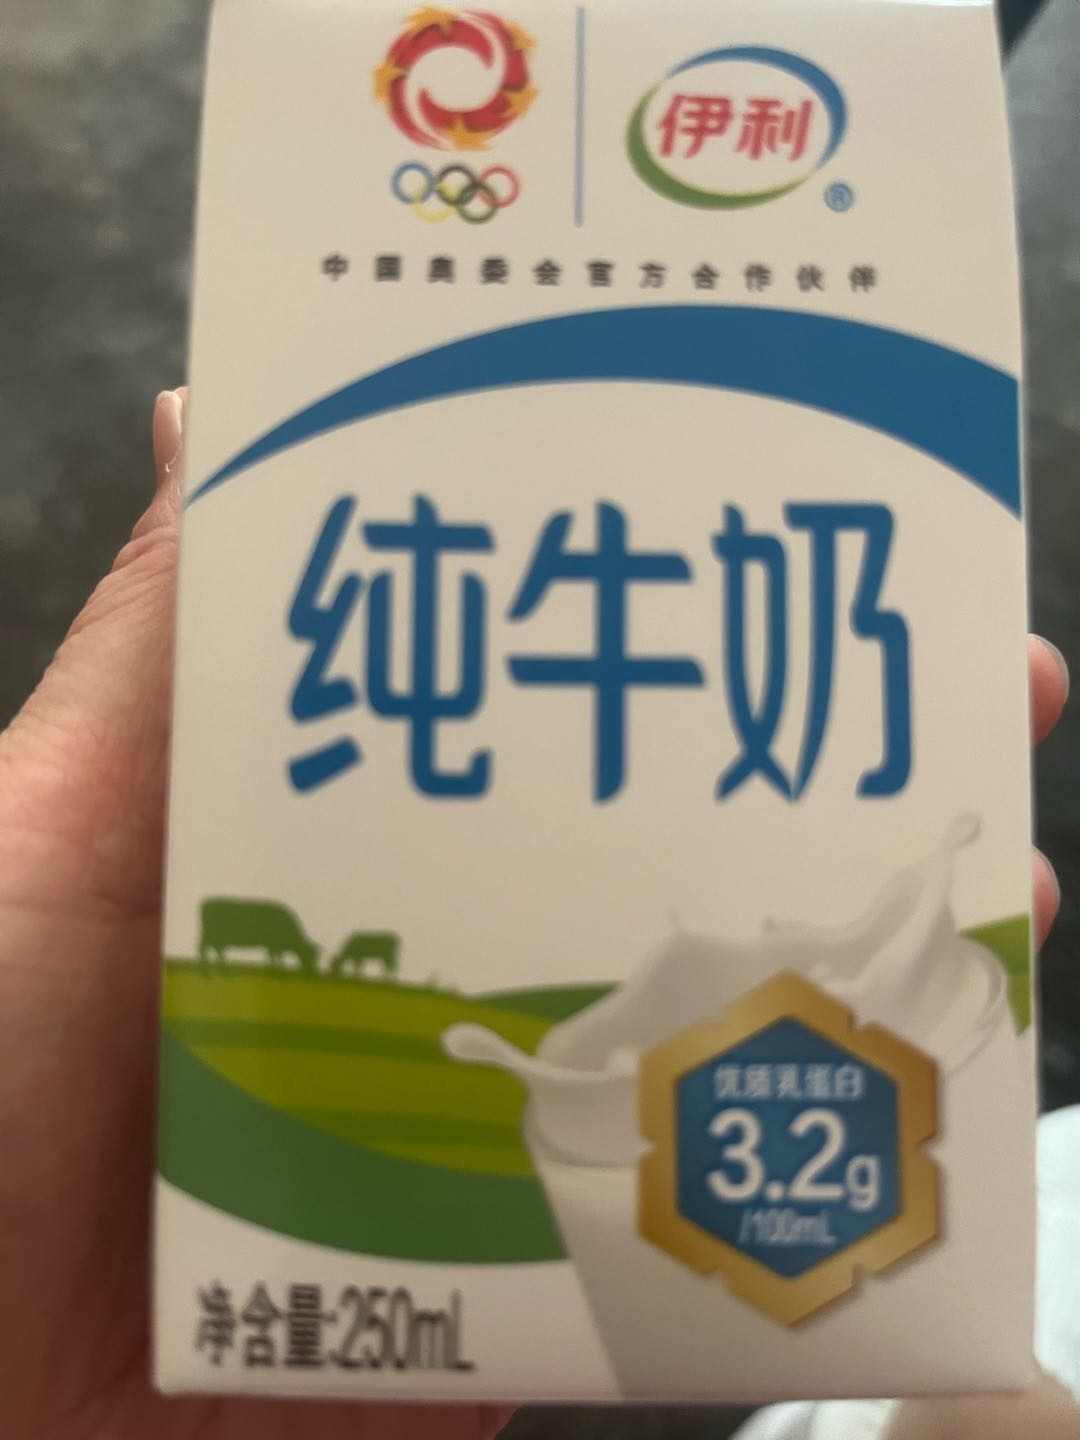 伊利
®
中国奥委会官方合作伙伴
纯牛奶
优质乳蛋白
3.2g
/100mL
净含量:250mL